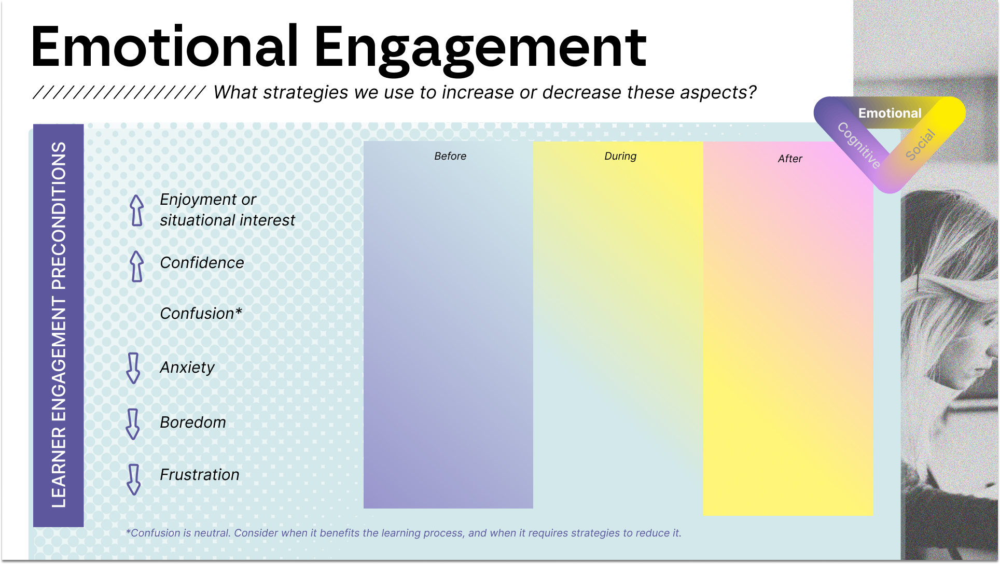 Emotional Engagement
//////////////// What strategies we use to increase or decrease these aspects?
Emotional
Cognitive
Social
LEARNER ENGAGEMENT PRECONDITIONS
Before
During
After
Enjoyment or
situational interest
Confidence
Confusion*
Anxiety
Boredom
Frustration
*Confusion is neutral. Consider when it benefits the learning process, and when it requires strategies to reduce it.